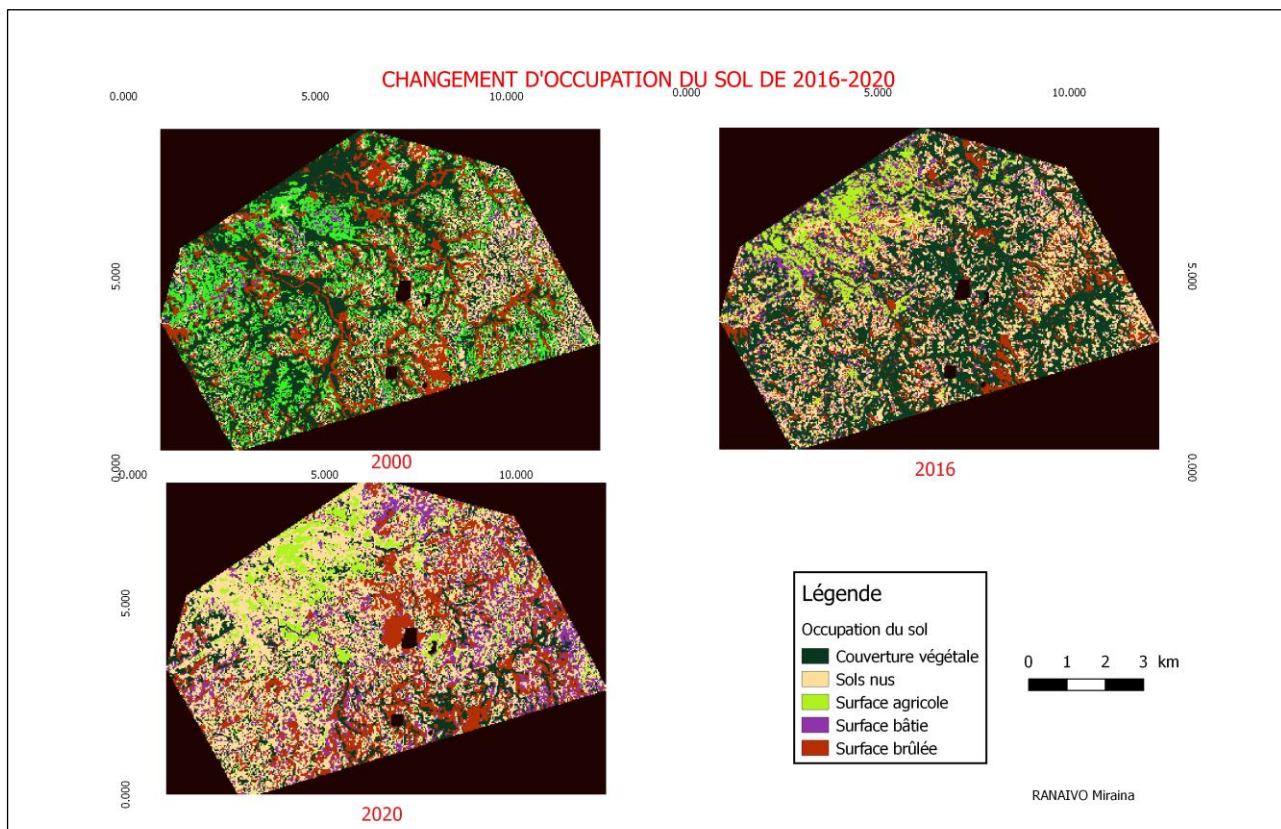 CHANGEMENT D'OCCUPATION DU SOL DE 2016-2020
0.000 5.000 10.000
0.000 5.000 10.000
5.000
5.000
0.000
0.000
2000
2016
0.000 5.000 10.000
5.000
0.000
2020
Légende
Occupation du sol
Couverture végétale
Sols nus
Surface agricole
Surface bâtie
Surface brûlée
0 1 2 3 km
RANAIVO Miraina